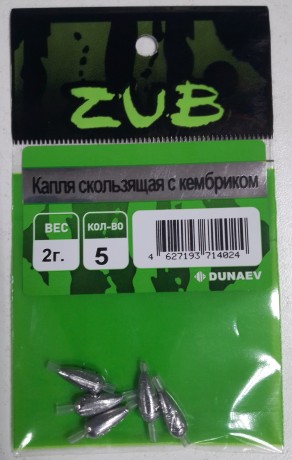 ZUB
Капля скользящая с кембриком
ВЕС
КОЛ-ВО
2г.
5
4 627193 714024
DUNAEV